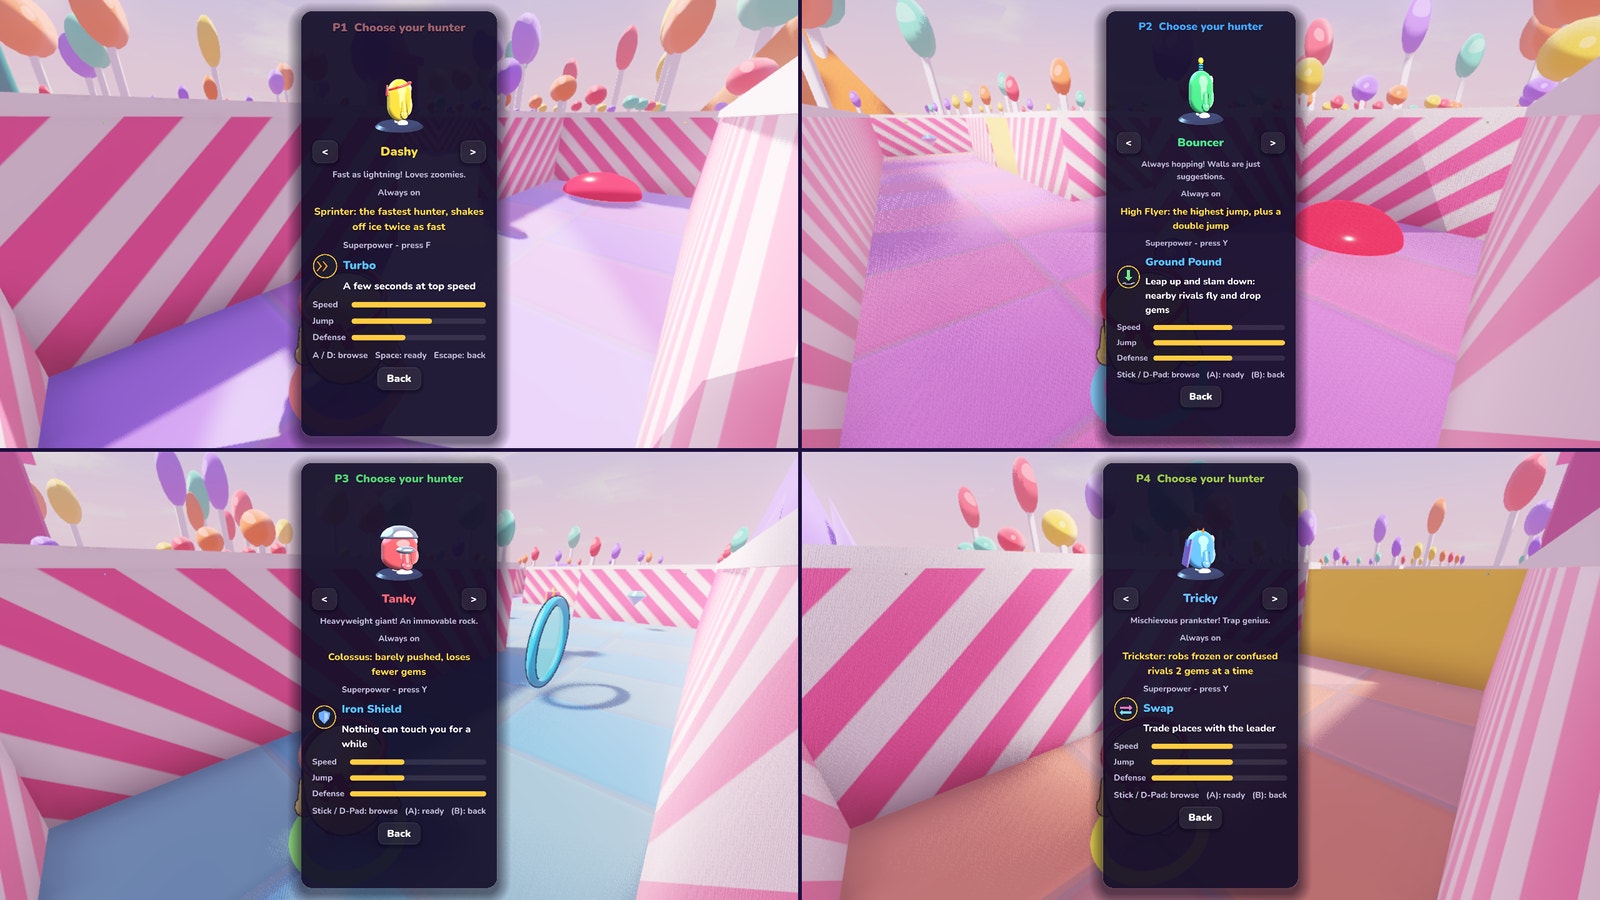 P1 Choose your hunter
<
Dashy
>
Fast as lightning! Loves zoomies.
Always on
Sprinter: the fastest hunter, shakes
off ice twice as fast
Superpower - press F
Turbo
A few seconds at top speed
Speed
Jump
Defense
A / D: browse Space: ready Escape: back
Back
P2 Choose your hunter
<
Bouncer
>
Always hopping! Walls are just
suggestions.
Always on
High Flyer: the highest jump, plus a
double jump
Superpower - press Y
Ground Pound
Leap up and slam down:
nearby rivals fly and drop
gems
Speed
Jump
Defense
Stick / D-Pad: browse (A): ready (B): back
Back
P3 Choose your hunter
<
Tanky
>
Heavyweight giant! An immovable rock.
Always on
Colossus: barely pushed, loses
fewer gems
Superpower - press Y
Iron Shield
Nothing can touch you for a
while
Speed
Jump
Defense
Stick / D-Pad: browse (A): ready (B): back
Back
P4 Choose your hunter
<
Tricky
>
Mischievous prankster! Trap genius.
Always on
Trickster: robs frozen or confused
rivals 2 gems at a time
Superpower - press Y
Swap
Trade places with the leader
Speed
Jump
Defense
Stick / D-Pad: browse (A): ready (B): back
Back